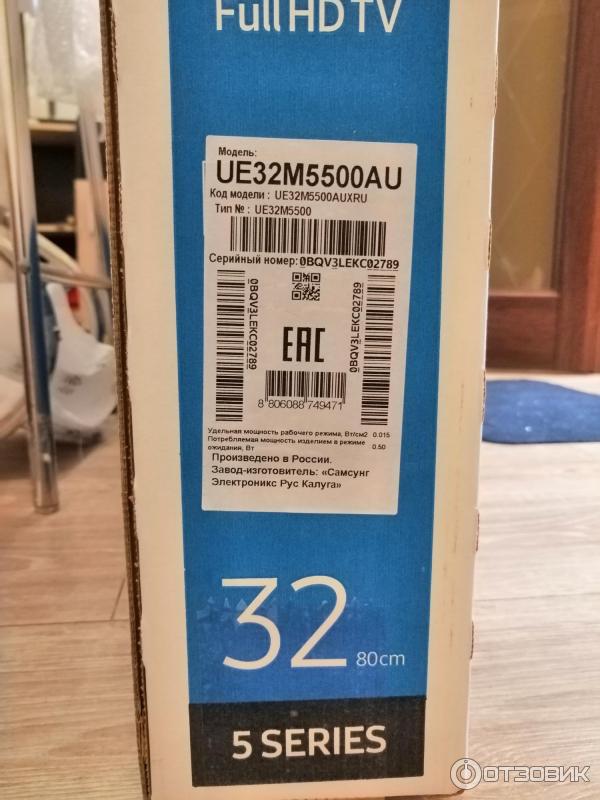 Full HD TV
Модель:
UE32M5500AU
Код модели : UE32M5500AUXRU
Тип № : UE32M5500
Серийный номер:0BQV3LEKC02789
0BQV3LEKC02789
0BQV3LEKC02789
EAC
8 806088 749471
Удельная мощность рабочего режима, Вт/см2 0.015
Потребляемая мощность изделием в режиме
ожидания, Вт 0.50
Произведено в России.
Завод-изготовитель: «Самсунг
Электроникс Рус Калуга»
32
80cm
5 SERIES
ОТЗОВИК